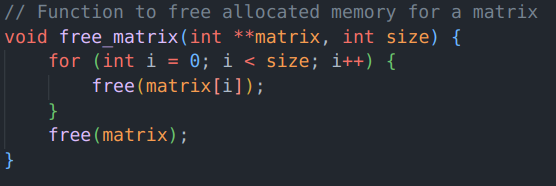 // Function to free allocated memory for a matrix
void free_matrix(int **matrix, int size) {
    for (int i = 0; i < size; i++) {
        free(matrix[i]);
    }
    free(matrix);
}